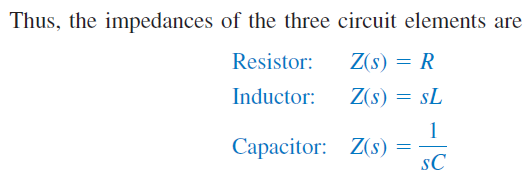 Thus, the impedances of the three circuit elements are
Resistor: Z(s) = R
Inductor: Z(s) = sL
Capacitor: Z(s) = 1/sC